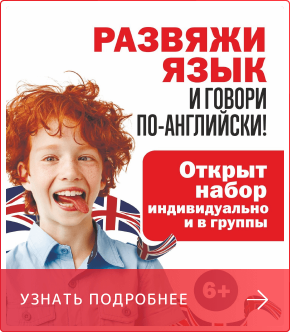 РАЗВЯЖИ
ЯЗЫК
И ГОВОРИ
ПО-АНГЛИЙСКИ!
Открыт
набор
индивидуально
и в группы
6+
УЗНАТЬ ПОДРОБНЕЕ